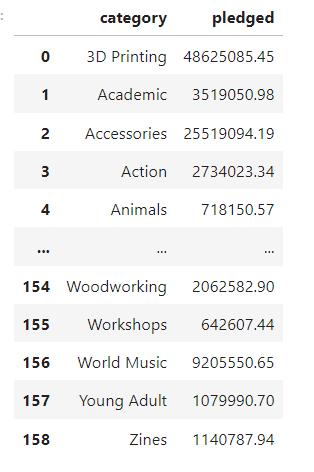 :
category pledged
0 3D Printing 48625085.45
1 Academic 3519050.98
2 Accessories 25519094.19
3 Action 2734023.34
4 Animals 718150.57
... ... ...
154 Woodworking 2062582.90
155 Workshops 642607.44
156 World Music 9205550.65
157 Young Adult 1079990.70
158 Zines 1140787.94